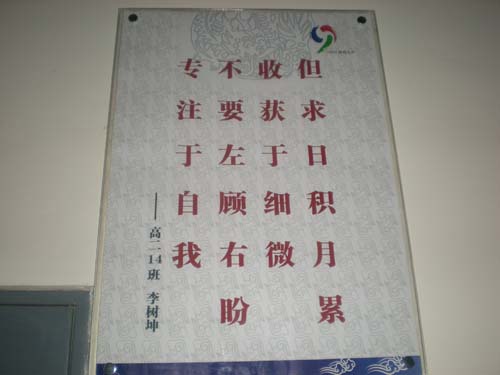 但求日积月累
收获于细微
不要左顾右盼
专注于自我
——高二14班 李树坤